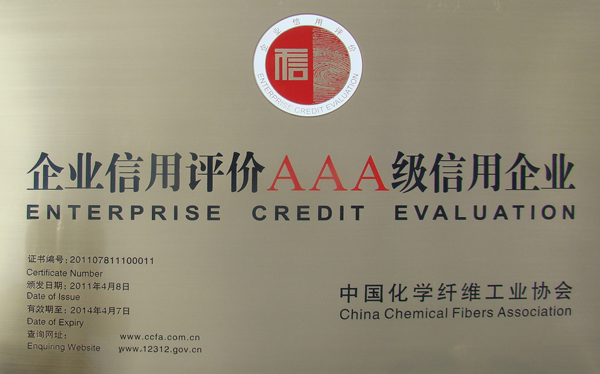 企业信用评价
信
ENTERPRISE CREDIT EVALUATION
企业信用评价AAA级信用企业
ENTERPRISE CREDIT EVALUATION
证书编号:201107811100011
Certificate Number
颁发日期:2011年4月8日
Date of Issue
有效期至:2014年4月7日
Date of Expiry
查询网址: www.ccfa.com.cn
Enquiring Website www.12312.gov.cn
中国化学纤维工业协会
China Chemical Fibers Association